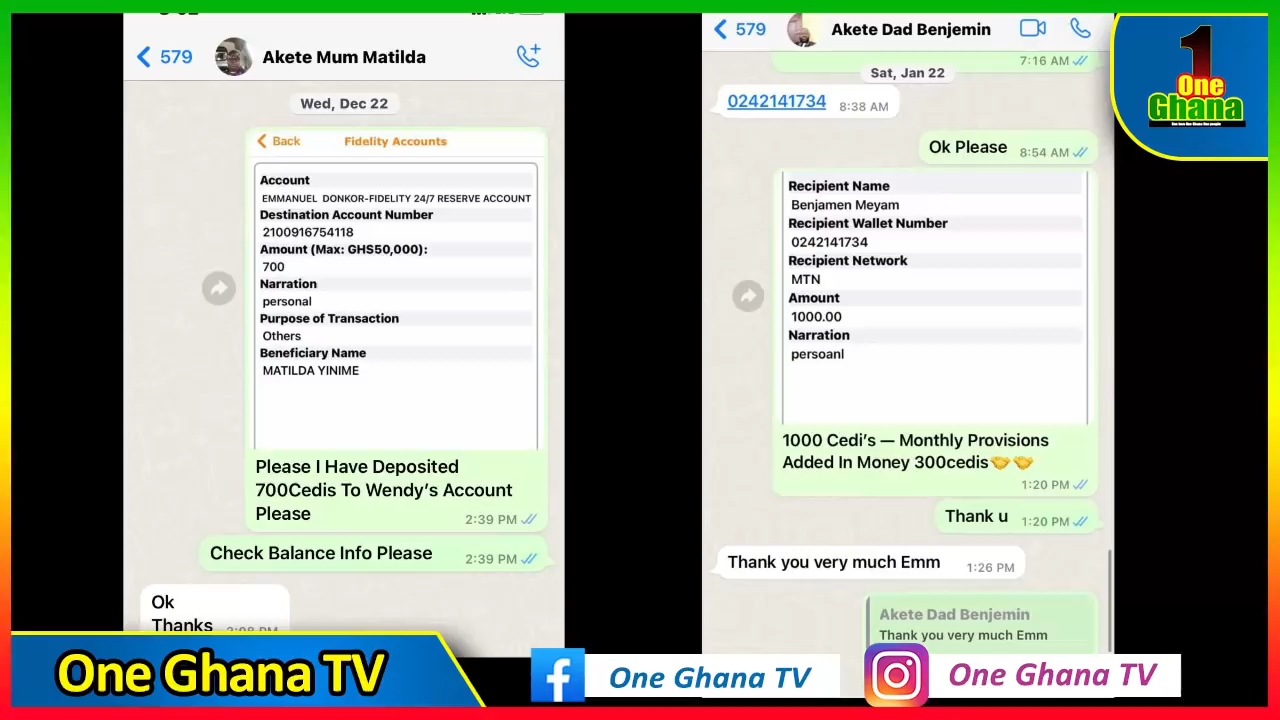 579
Akete Mum Matilda
Wed, Dec 22
Back
Fidelity Accounts
Account
EMMANUEL DONKOR-FIDELITY 24/7 RESERVE ACCOUNT
Destination Account Number
2100916754118
Amount (Max: GHS50,000):
700
Narration
personal
Purpose of Transaction
Others
Beneficiary Name
MATILDA YINIME
Please I Have Deposited
700Cedis To Wendy's Account
Please
2:39 PM
Check Balance Info Please
2:39 PM
Ok
Thanks
579
Akete Dad Benjemin
7:16 AM
Sat, Jan 22
0242141734
8:38 AM
Ok Please
8:54 AM
Recipient Name
Benjamen Meyam
Recipient Wallet Number
0242141734
Recipient Network
MTN
Amount
1000.00
Narration
persoanl
1000 Cedi's — Monthly Provisions
Added In Money 300cedis🤝🤝
1:20 PM
Thank u
1:20 PM
Thank you very much Emm
1:26 PM
Akete Dad Benjemin
Thank you very much Emm
1
One
Ghana
One Ghana TV
One Ghana TV
One Ghana TV